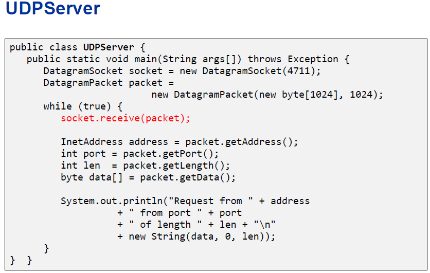 UDPServer
public class UDPServer {
public static void main(String args[]) throws Exception {
DatagramSocket socket = new DatagramSocket(4711);
DatagramPacket packet =
new DatagramPacket(new byte[1024], 1024);
while (true) {
socket.receive(packet);
InetAddress address = packet.getAddress();
int port = packet.getPort();
int len  = packet.getLength();
byte data[] = packet.getData();
System.out.println("Request from " + address
+ " from port " + port
+ " of length " + len + "\n"
+ new String(data, 0, len));
}
} }